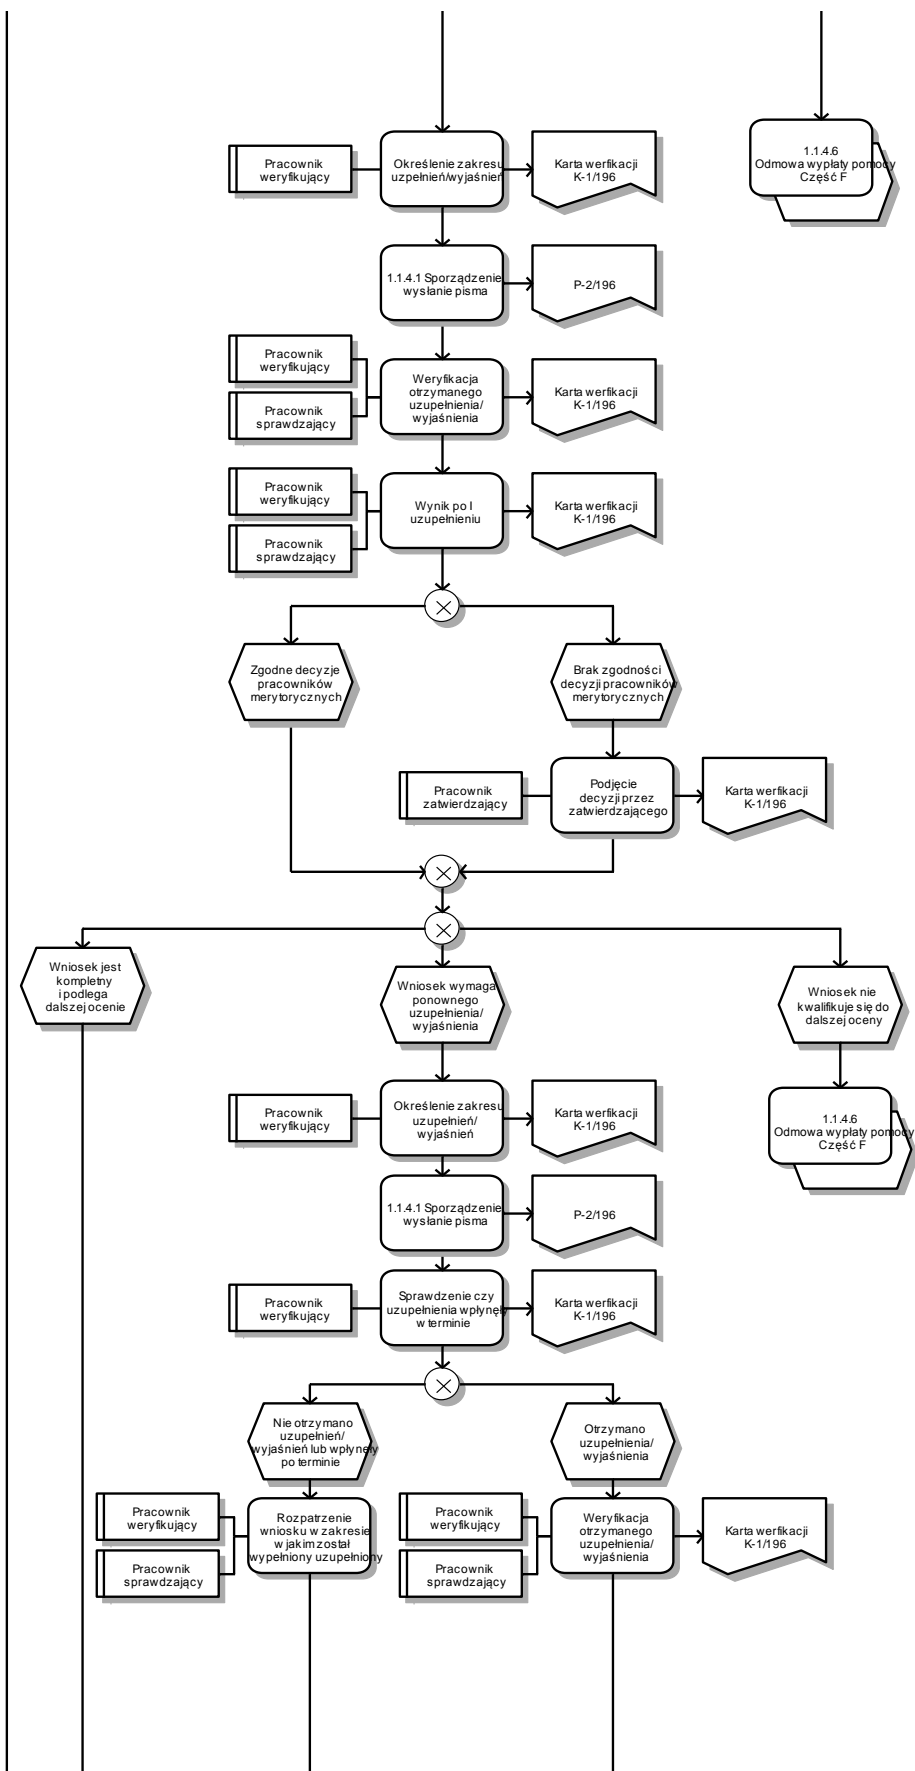 Pracownik
weryfikujący
Określenie zakresu
uzpełnień/wyjaśnień
Karta werfikacji
K-1/196
1.1.4.6
Odmowa wypłaty pomocy
Część F
1.1.4.1 Sporządzenie
wysłanie pisma
P-2/196
Pracownik
weryfikujący
Pracownik
sprawdzający
Weryfikacja
otrzymanego
uzupełnienia/
wyjaśnienia
Karta werfikacji
K-1/196
Pracownik
weryfikujący
Pracownik
sprawdzający
Wynik po I
uzupełnieniu
Karta werfikacji
K-1/196
Zgodne decyzje
pracowników
merytorycznych
Brak zgodności
decyzji pracowników
merytorycznych
Pracownik
zatwierdzający
Podjęcie
decyzji przez
zatwierdzającego
Karta werfikacji
K-1/196
Wniosek jest
kompletny
i podlega
dalszej ocenie
Wniosek wymaga
ponownego
uzupełnienia/
wyjaśnienia
Wniosek nie
kwalifikuje się do
dalszej oceny
Pracownik
weryfikujący
Określenie zakresu
uzupełnień/
wyjaśnień
Karta werfikacji
K-1/196
1.1.4.6
Odmowa wypłaty pomocy
Część F
1.1.4.1 Sporządzenie
wysłanie pisma
P-2/196
Pracownik
weryfikujący
Sprawdzenie czy
uzupełnienia wpłynęły
w terminie
Karta werfikacji
K-1/196
Nie otrzymano
uzupełnień/
wyjaśnień lub wpłynęły
po terminie
Otrzymano
uzupełnienia/
wyjaśnienia
Pracownik
weryfikujący
Pracownik
sprawdzający
Rozpatrzenie
wniosku w zakresie
w jakim został
wypełniony uzupełniony
Pracownik
weryfikujący
Pracownik
sprawdzający
Weryfikacja
otrzymanego
uzupełnienia/
wyjaśnienia
Karta werfikacji
K-1/196